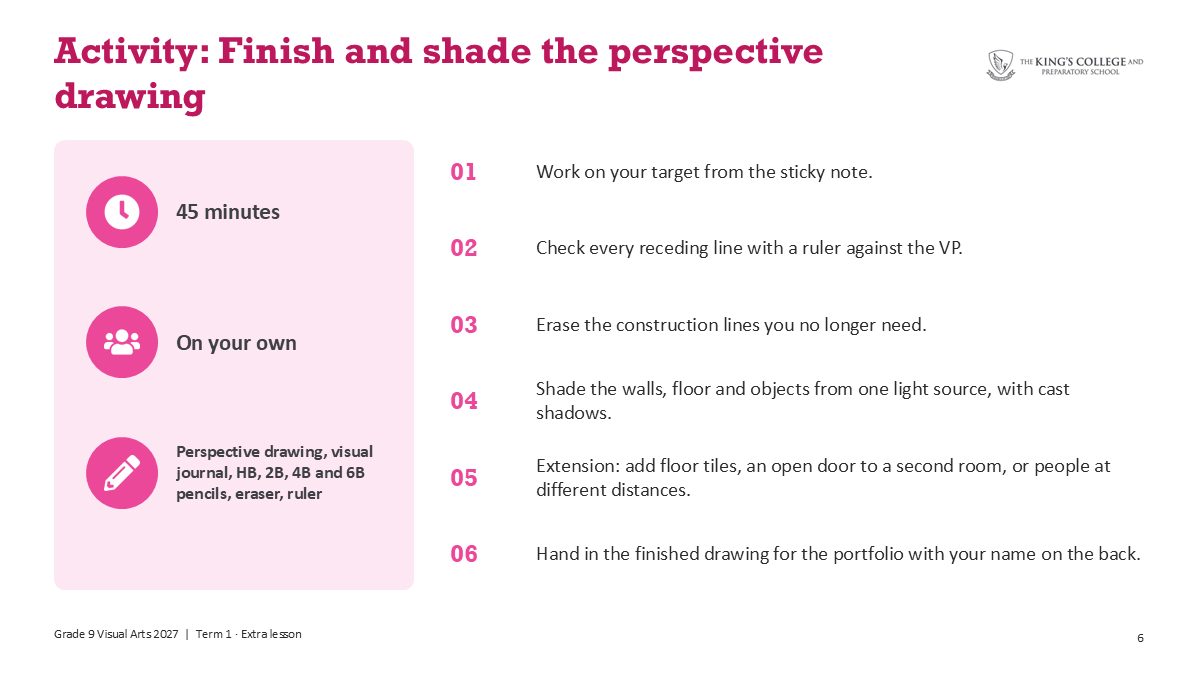 Activity: Finish and shade the perspective
drawing
THE KING'S COLLEGE AND
PREPARATORY SCHOOL
45 minutes
On your own
Perspective drawing, visual
journal, HB, 2B, 4B and 6B
pencils, eraser, ruler
01 Work on your target from the sticky note.
02 Check every receding line with a ruler against the VP.
03 Erase the construction lines you no longer need.
04 Shade the walls, floor and objects from one light source, with cast
shadows.
05 Extension: add floor tiles, an open door to a second room, or people at
different distances.
06 Hand in the finished drawing for the portfolio with your name on the back.
Grade 9 Visual Arts 2027 | Term 1 · Extra lesson
6